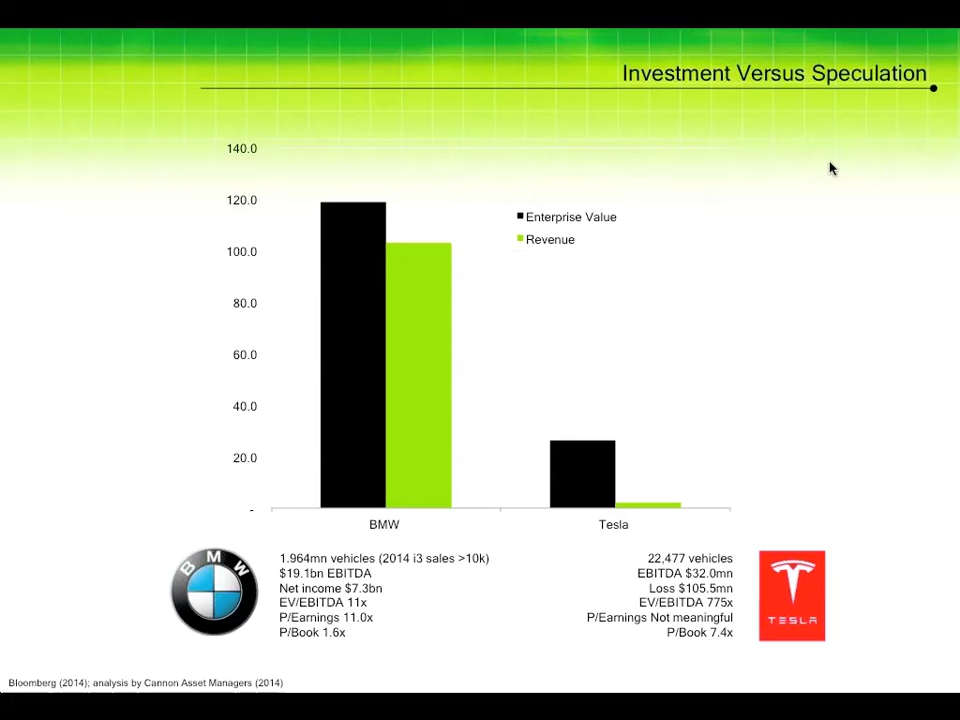 Investment Versus Speculation
140.0
120.0
100.0
80.0
60.0
40.0
20.0
-
Enterprise Value
Revenue
BMW
Tesla
BMW
1.964mn vehicles (2014 i3 sales >10k)
$19.1bn EBITDA
Net income $7.3bn
EV/EBITDA 11x
P/Earnings 11.0x
P/Book 1.6x
22,477 vehicles
EBITDA $32.0mn
Loss $105.5mn
EV/EBITDA 775x
P/Earnings Not meaningful
P/Book 7.4x
TESLA
Bloomberg (2014); analysis by Cannon Asset Managers (2014)